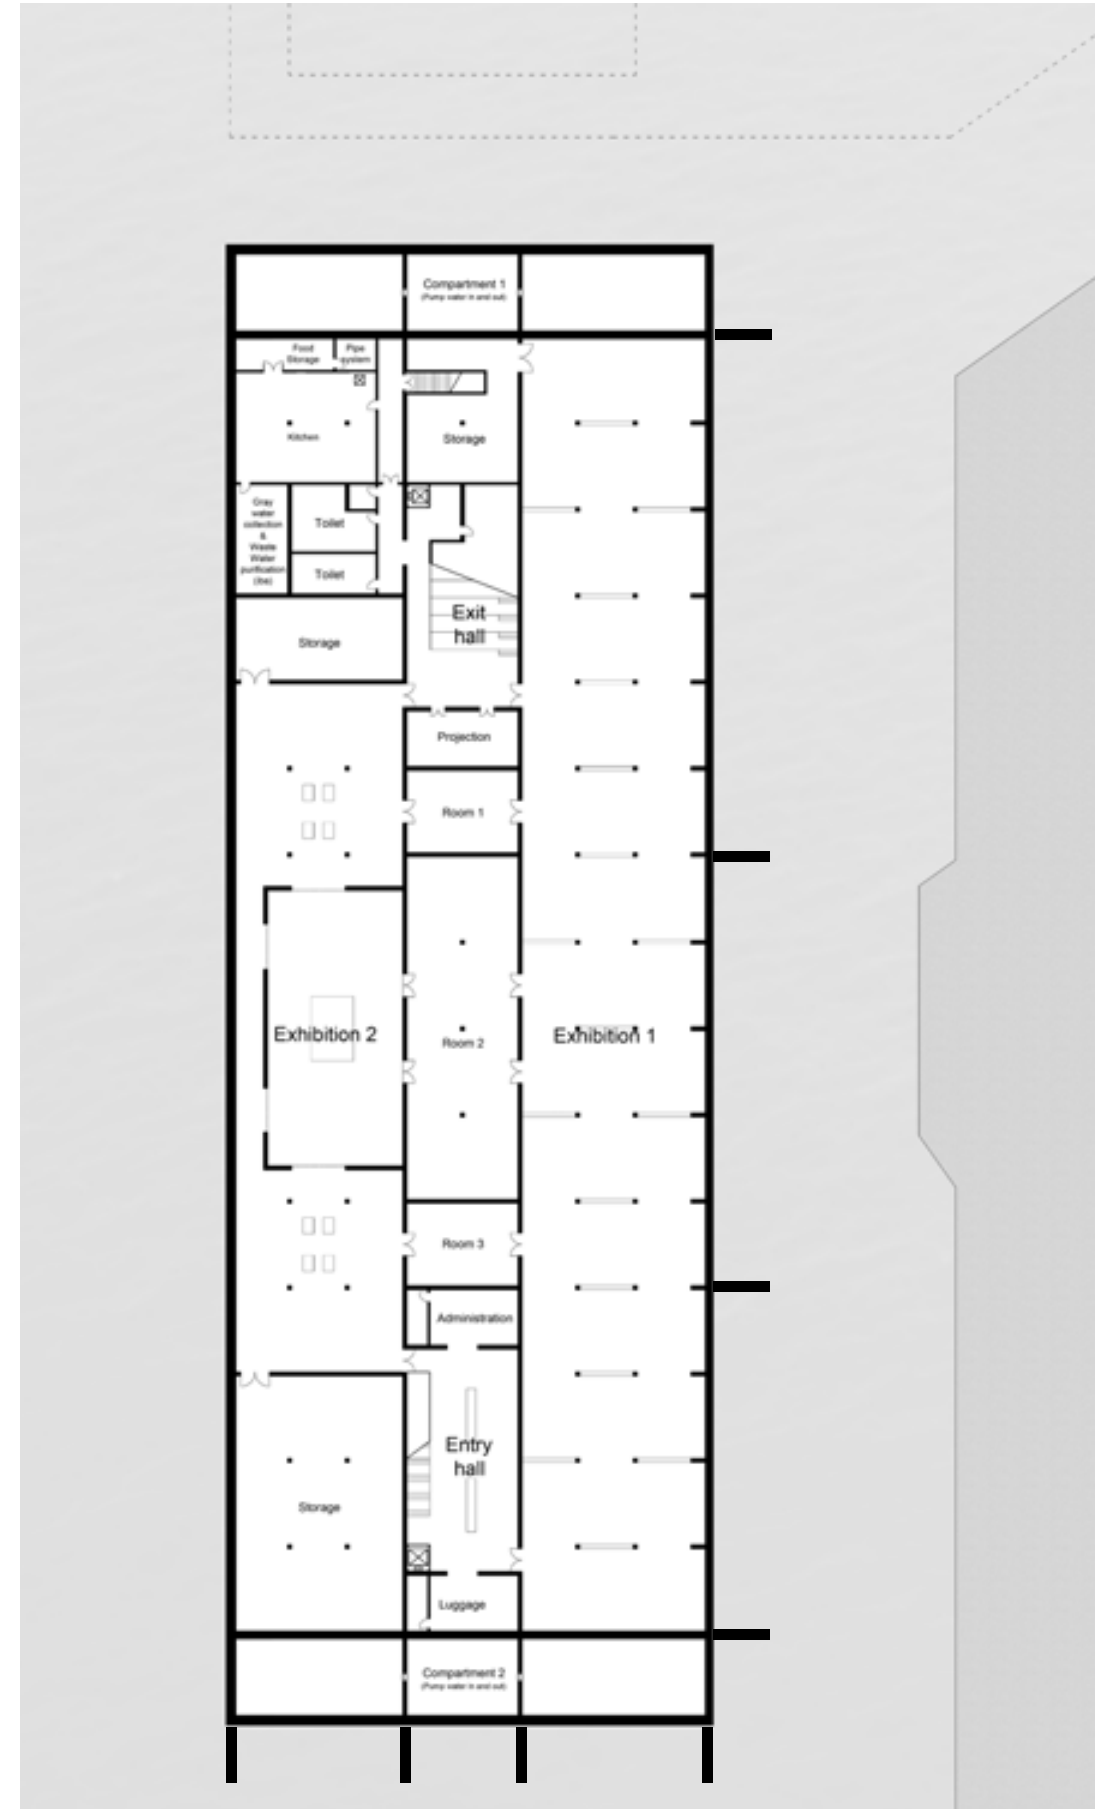 Compartment 1
(Pump water in and out)
Food
Storage
Pipe
system
Kitchen
Storage
Gray
water
collection
&
Waste
Water
purification
(lbs)
Toilet
Toilet
Exit
hall
Storage
Projection
Room 1
Exhibition 2
Room 2
Exhibition 1
Room 3
Administration
Entry
hall
Storage
Luggage
Compartment 2
(Pump water in and out)